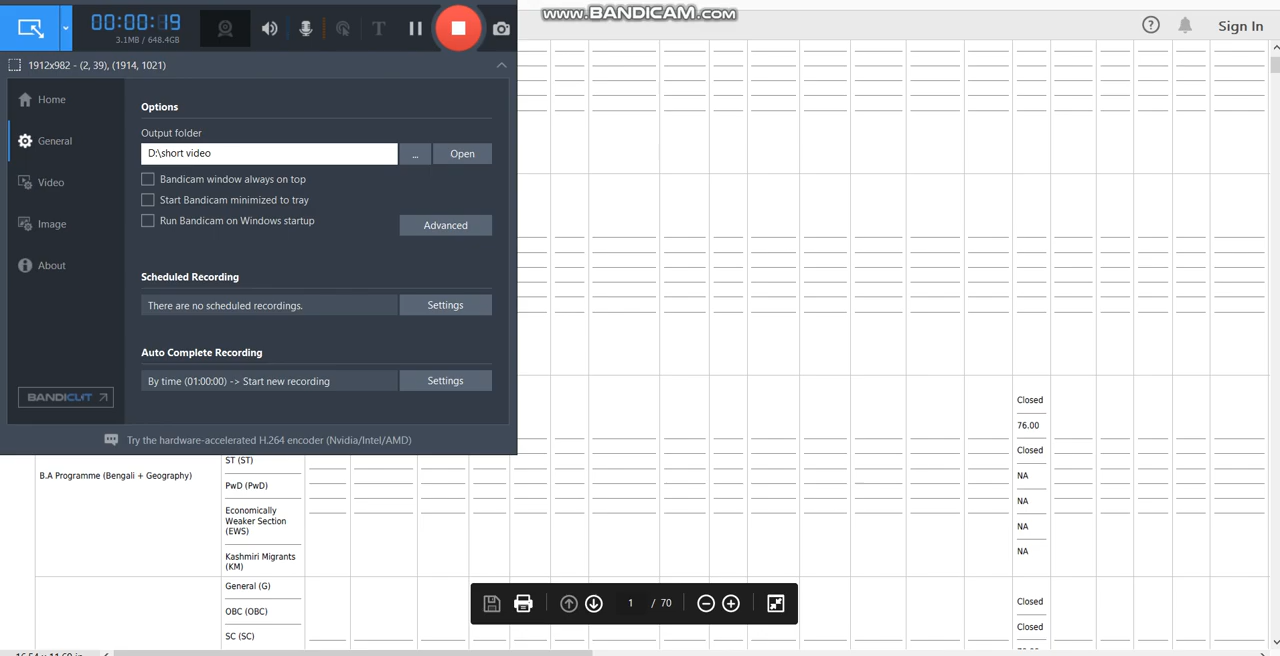 www.BANDICAM.com
00:00:19
3.1MB / 648.4GB
T
Sign In
1912x982 - (2, 39), (1914, 1021)
Home
General
Video
Image
About
BANDICUT
Options
Output folder
D:\short video
...
Open
Bandicam window always on top
Start Bandicam minimized to tray
Run Bandicam on Windows startup
Advanced
Scheduled Recording
There are no scheduled recordings.
Settings
Auto Complete Recording
By time (01:00:00) -> Start new recording
Settings
Try the hardware-accelerated H.264 encoder (Nvidia/Intel/AMD)
B.A Programme (Bengali + Geography)
ST (ST)
PwD (PwD)
Economically
Weaker Section
(EWS)
Kashmiri Migrants
(KM)
General (G)
OBC (OBC)
SC (SC)
Closed
76.00
Closed
NA
NA
NA
NA
Closed
Closed
1 / 70